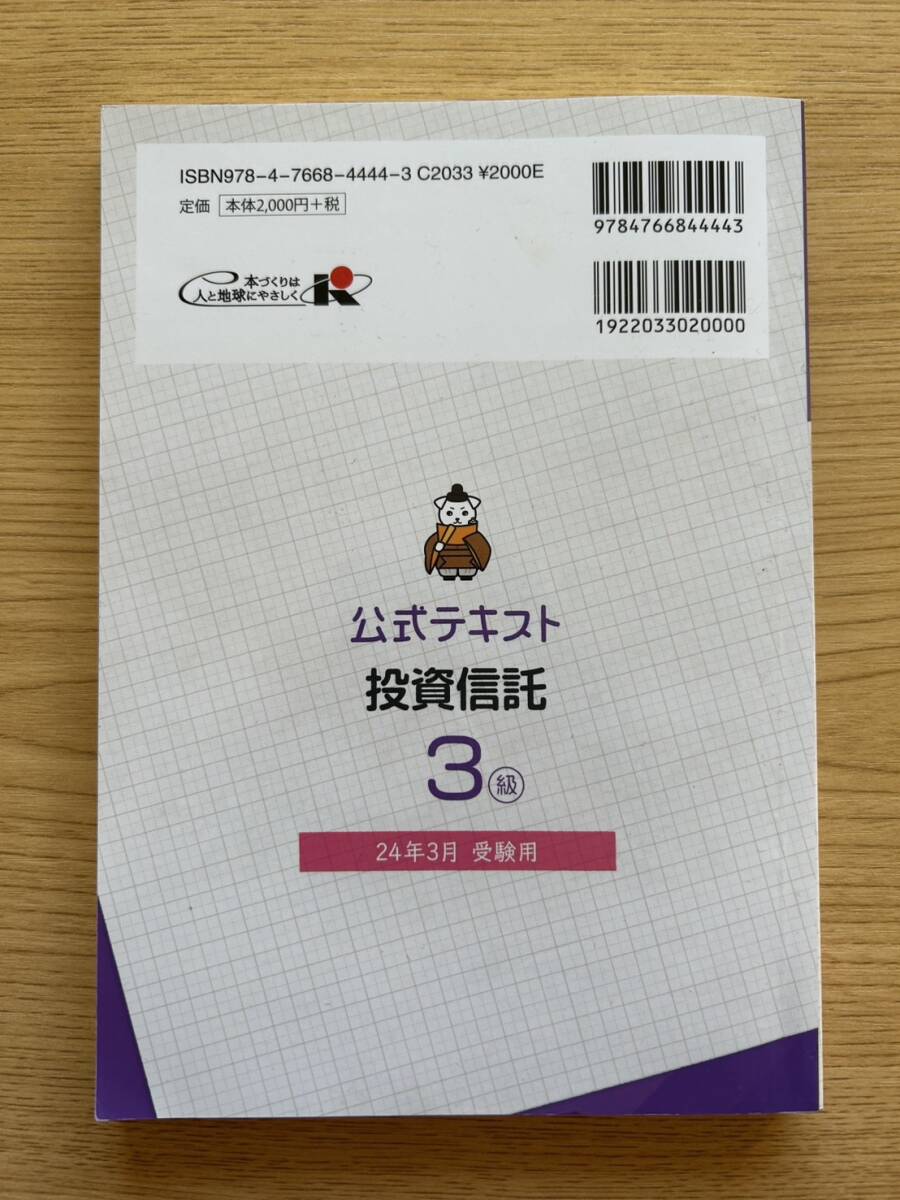 ISBN978-4-7668-4444-3 C2033 ¥2000E
定価 本体2,000円+税
9784766844443
本づくりは
人と地球にやさしく
1922033020000
公式テキスト
投資信託
3級
24年3月 受験用